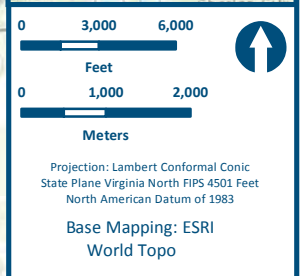 0 3,000 6,000
Feet
0 1,000 2,000
Meters
Projection: Lambert Conformal Conic
State Plane Virginia North FIPS 4501 Feet
North American Datum of 1983
Base Mapping: ESRI
World Topo